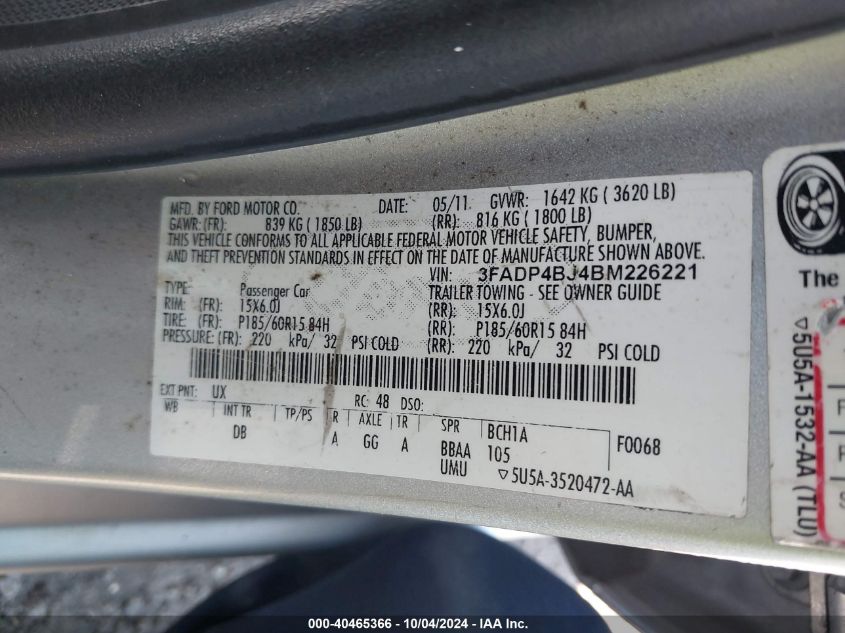 MFD. BY FORD MOTOR CO.
DATE: 05/11 GVWR: 1642 KG ( 3620 LB)
GAWR: (FR): 839 KG ( 1850 LB) (RR): 816 KG ( 1800 LB)
THIS VEHICLE CONFORMS TO ALL APPLICABLE FEDERAL MOTOR VEHICLE SAFETY, BUMPER,
AND THEFT PREVENTION STANDARDS IN EFFECT ON THE DATE OF MANUFACTURE SHOWN ABOVE.
VIN: 3FADP4BJ4BM226221
TYPE: Passenger Car TRAILER TOWING - SEE OWNER GUIDE
RIM: (FR) 15X6.0J (RR): 15X6.0J
TIRE: (FR) P185/60R15 84H (RR): P185/60R15 84H
PRESSURE: (FR) 220 kPa/ 32 PSI COLD (RR): 220 kPa/ 32 PSI COLD
EXT PNT: UX RC: 48 DSO:
WB INT TR TP/PS R AXLE TR SPR BCH1A F0068
DB A GG A BBAA 105
UMU ▽5U5A-3520472-AA
The
▽5U5A-1532-AA (TLU)
F
F
S
000-40465366 - 10/04/2024 - IAA Inc.